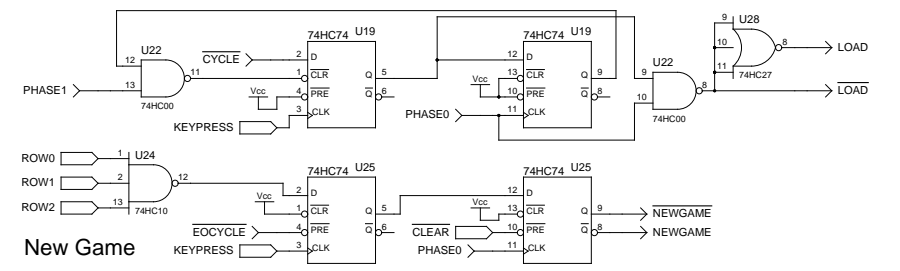 74HC74 U19
74HC74 U19
U28
U22
CYCLE
2
D
12
D
9
10
11
8
LOAD
74HC27
12
13
11
1
CLR
Q
5
13
CLR
Q
9
U22
9
PHASE1
74HC00
Vcc
4
PRE
Q
6
Vcc
10
PRE
Q
8
10
8
LOAD
3
CLK
PHASE0
11
CLK
74HC00
KEYPRESS
ROW0
1
U24
74HC74 U25
74HC74 U25
ROW1
2
12
2
D
12
D
ROW2
13
74HC10
Vcc
1
CLR
Q
5
Vcc
13
CLR
Q
9
NEWGAME
EOCYCLE
4
PRE
Q
6
CLEAR
10
PRE
Q
8
NEWGAME
New Game
KEYPRESS
3
CLK
PHASE0
11
CLK